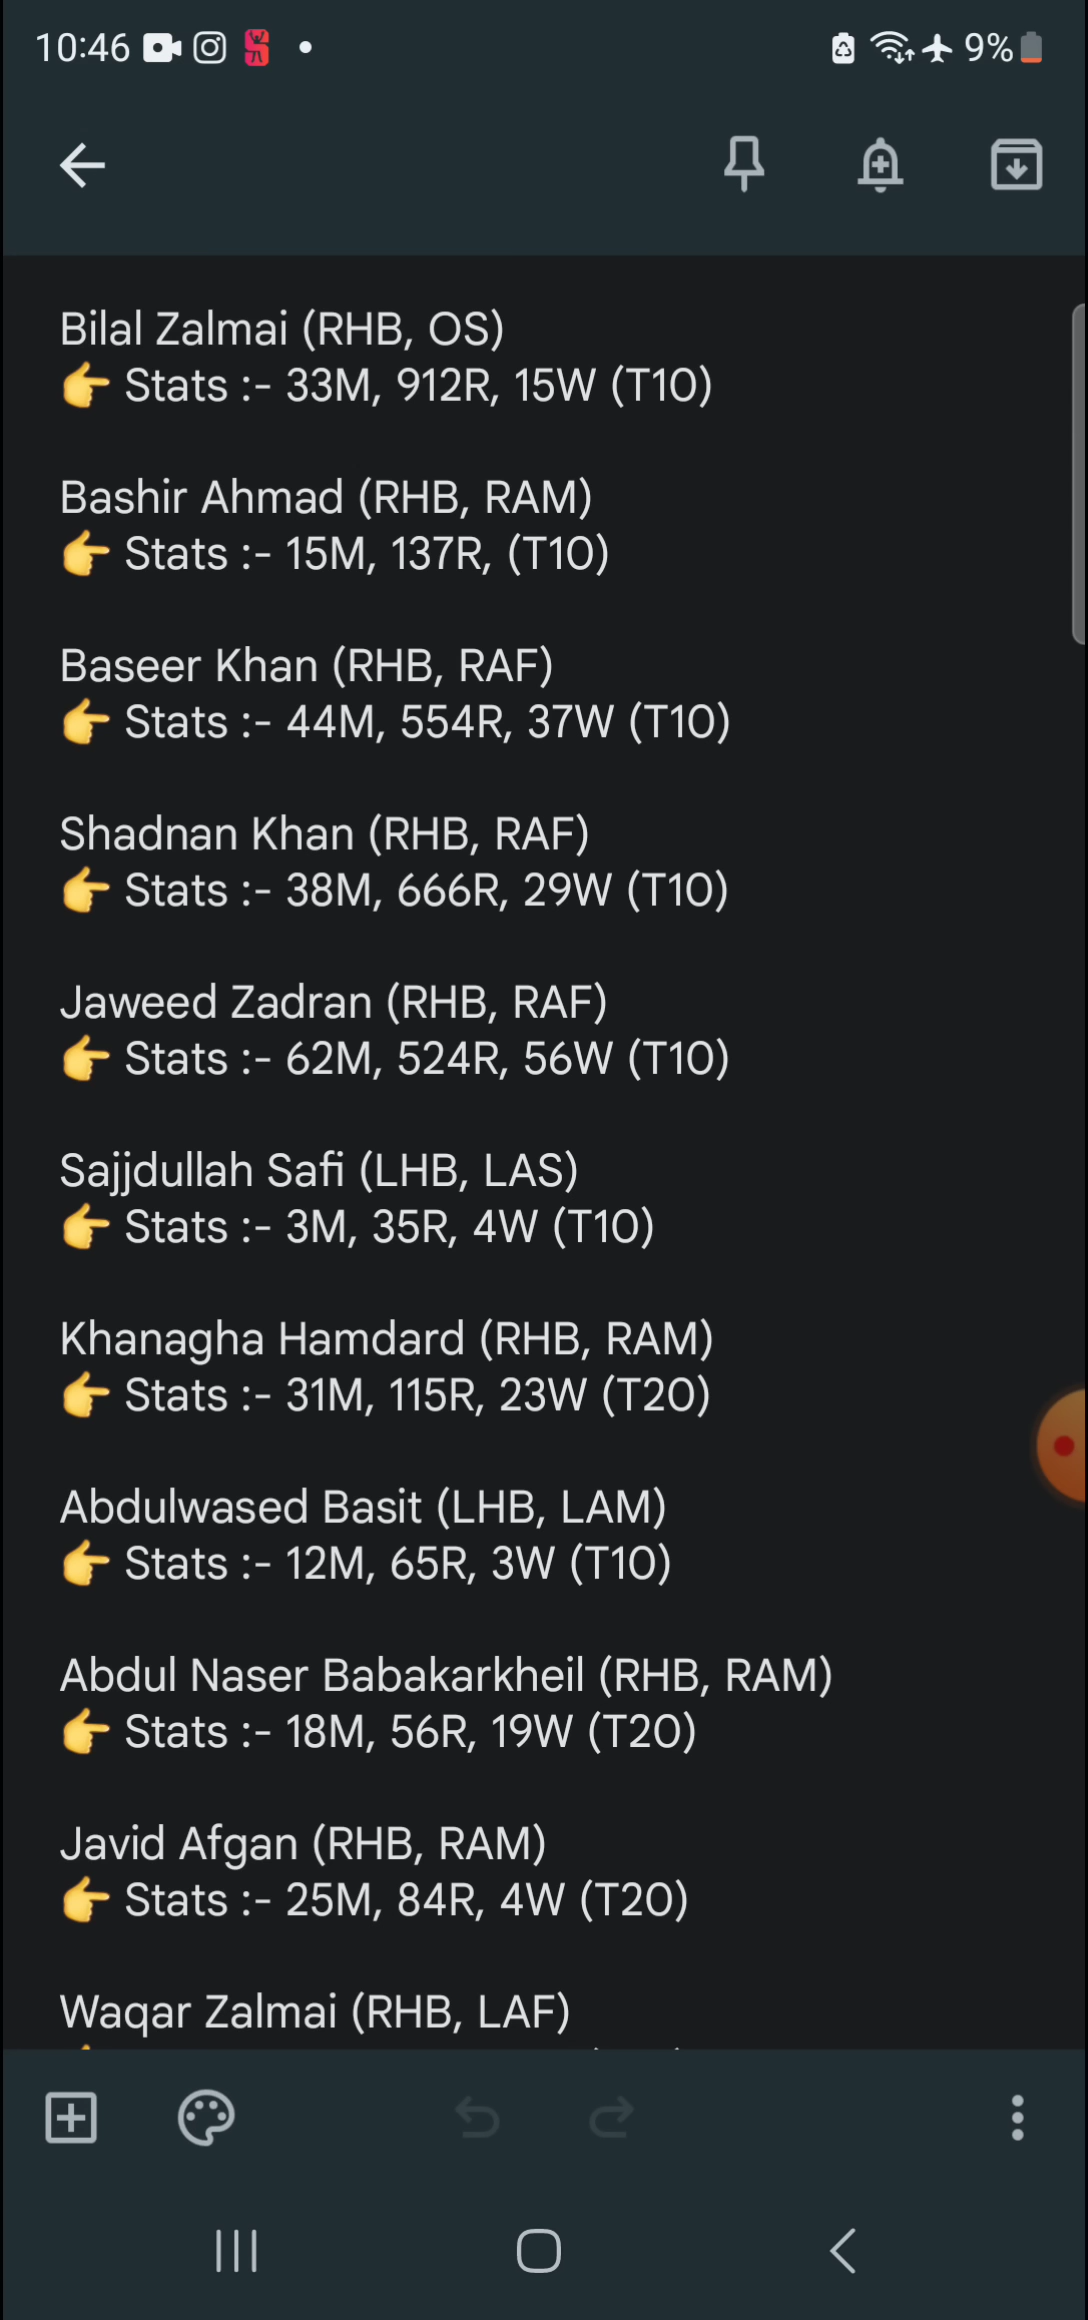 10:46
9%
Bilal Zalmai (RHB, OS)
👉 Stats :- 33M, 912R, 15W (T10)
Bashir Ahmad (RHB, RAM)
👉 Stats :- 15M, 137R, (T10)
Baseer Khan (RHB, RAF)
👉 Stats :- 44M, 554R, 37W (T10)
Shadnan Khan (RHB, RAF)
👉 Stats :- 38M, 666R, 29W (T10)
Jaweed Zadran (RHB, RAF)
👉 Stats :- 62M, 524R, 56W (T10)
Sajjdullah Safi (LHB, LAS)
👉 Stats :- 3M, 35R, 4W (T10)
Khanagha Hamdard (RHB, RAM)
👉 Stats :- 31M, 115R, 23W (T20)
Abdulwased Basit (LHB, LAM)
👉 Stats :- 12M, 65R, 3W (T10)
Abdul Naser Babakarkheil (RHB, RAM)
👉 Stats :- 18M, 56R, 19W (T20)
Javid Afgan (RHB, RAM)
👉 Stats :- 25M, 84R, 4W (T20)
Waqar Zalmai (RHB, LAF)